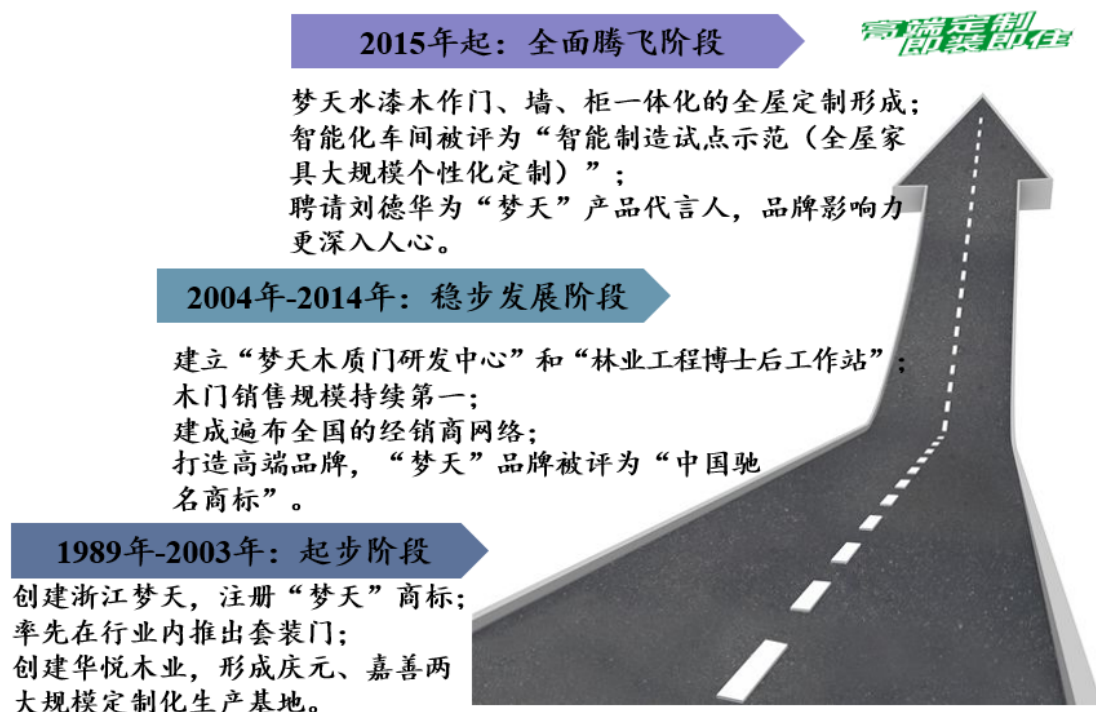 高端定制
即装即住
2015年起：全面腾飞阶段
梦天水漆木作门、墙、柜一体化的全屋定制形成；
智能化车间被评为“智能制造试点示范（全屋家
具大规模个性化定制）”；
聘请刘德华为“梦天”产品代言人，品牌影响力
更深入人心。
2004年-2014年：稳步发展阶段
建立“梦天木质门研发中心”和“林业工程博士后工作站”；
木门销售规模持续第一；
建成遍布全国的经销商网络；
打造高端品牌，“梦天”品牌被评为“中国驰
名商标”。
1989年-2003年：起步阶段
创建浙江梦天，注册“梦天”商标；
率先在行业内推出套装门；
创建华悦木业，形成庆元、嘉善两
大规模定制化生产基地。